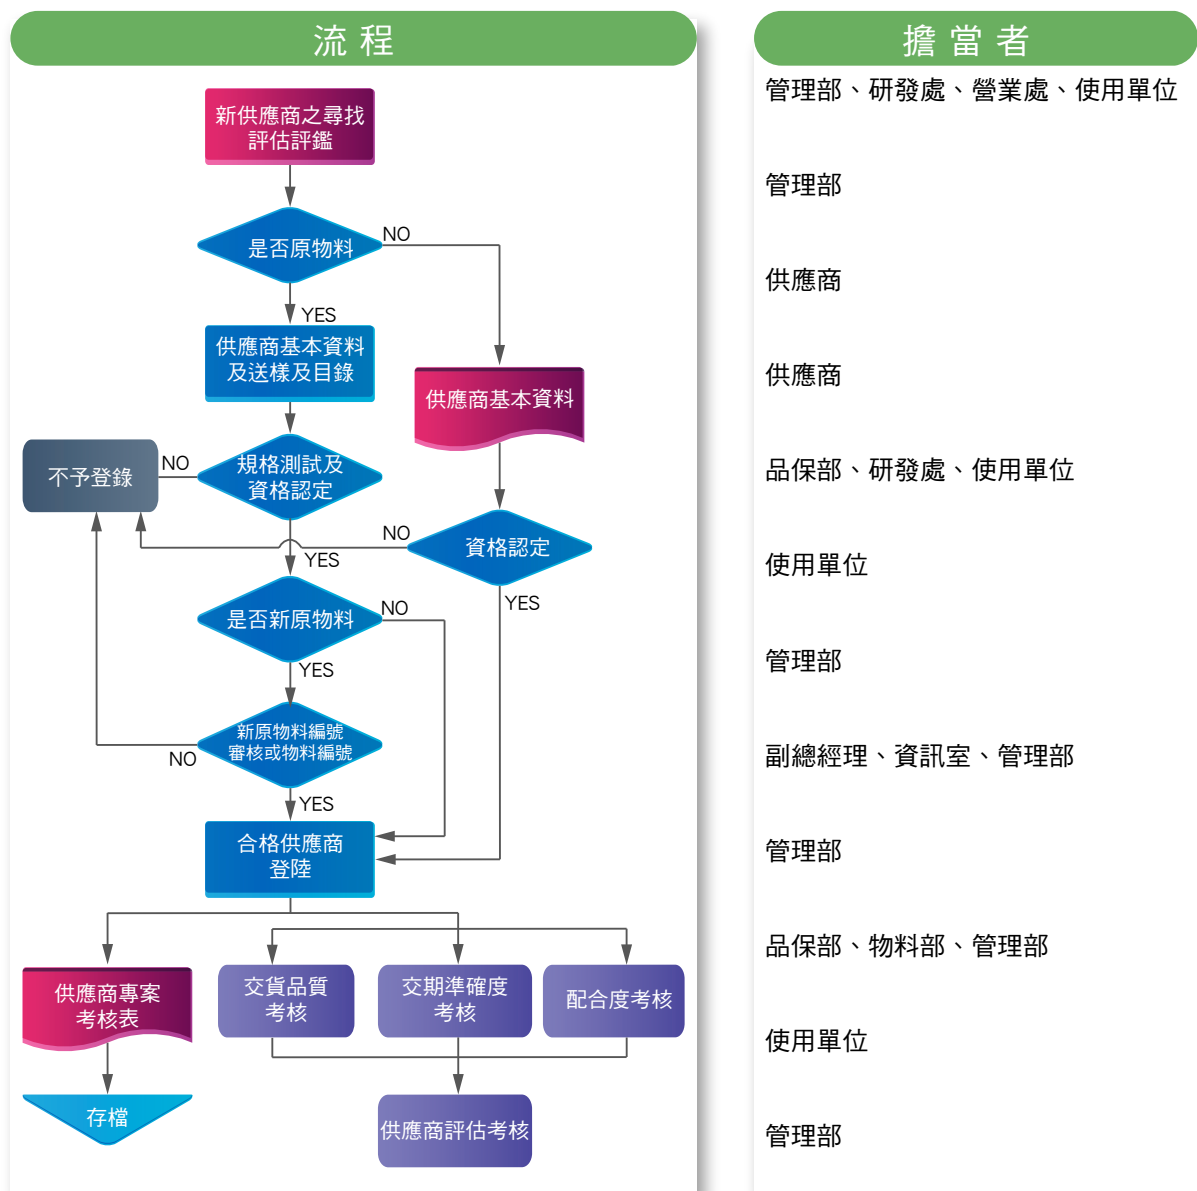 流程
擔當者
管理部、研發處、營業處、使用單位
新供應商之尋找
評估評鑑
管理部
是否原物料
NO
供應商
YES
供應商基本資料
及送樣及目錄
供應商基本資料
供應商
不予登錄
NO
規格測試及
資格認定
品保部、研發處、使用單位
NO
資格認定
YES
使用單位
YES
是否新原物料
NO
YES
管理部
新原物料編號
審核或物料編號
NO
副總經理、資訊室、管理部
YES
合格供應商
登陸
管理部
品保部、物料部、管理部
供應商專案
考核表
交貨品質
考核
交期準確度
考核
配合度考核
使用單位
存檔
供應商評估考核
管理部